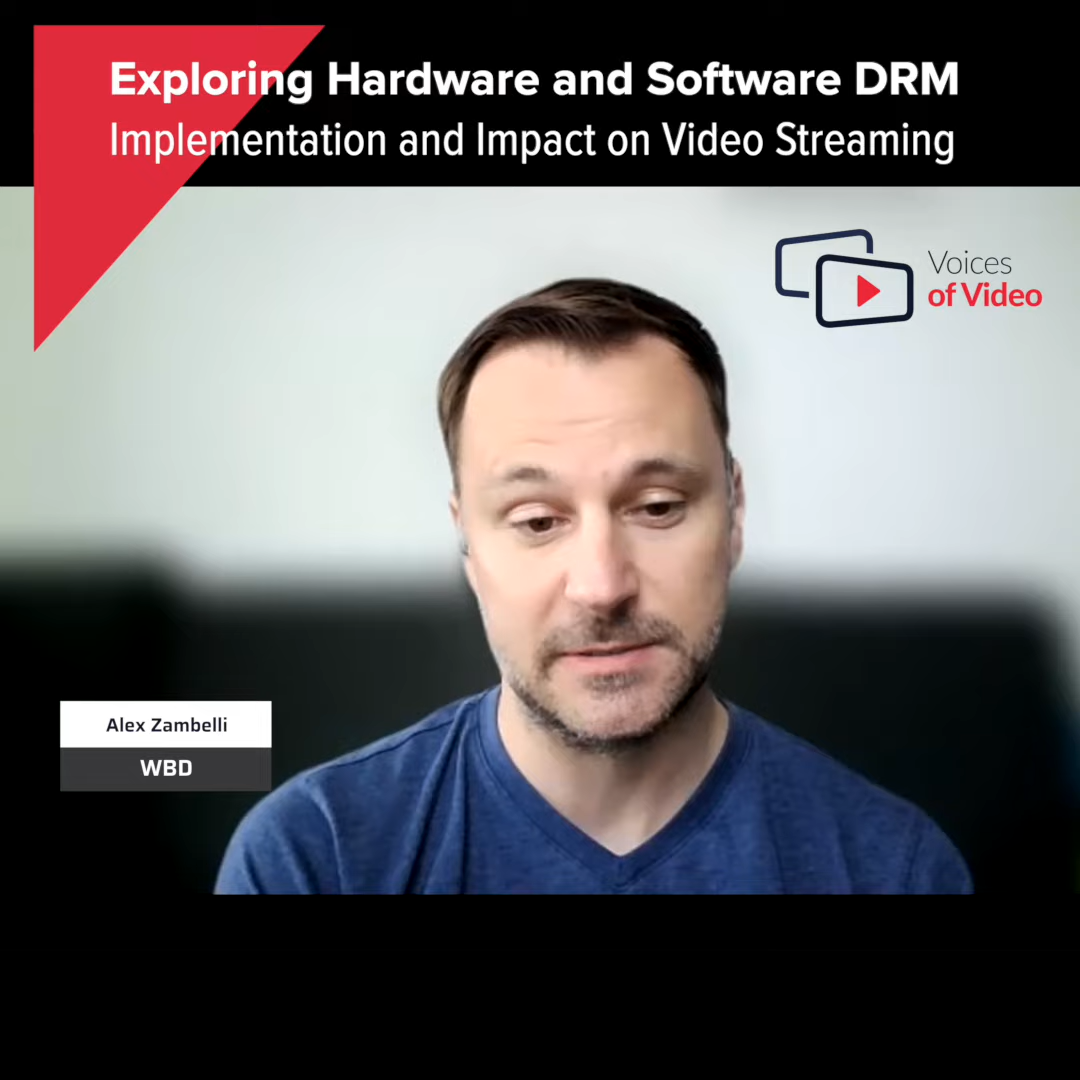 Exploring Hardware and Software DRM
Implementation and Impact on Video Streaming
Voices
of Video
Alex Zambelli
WBD